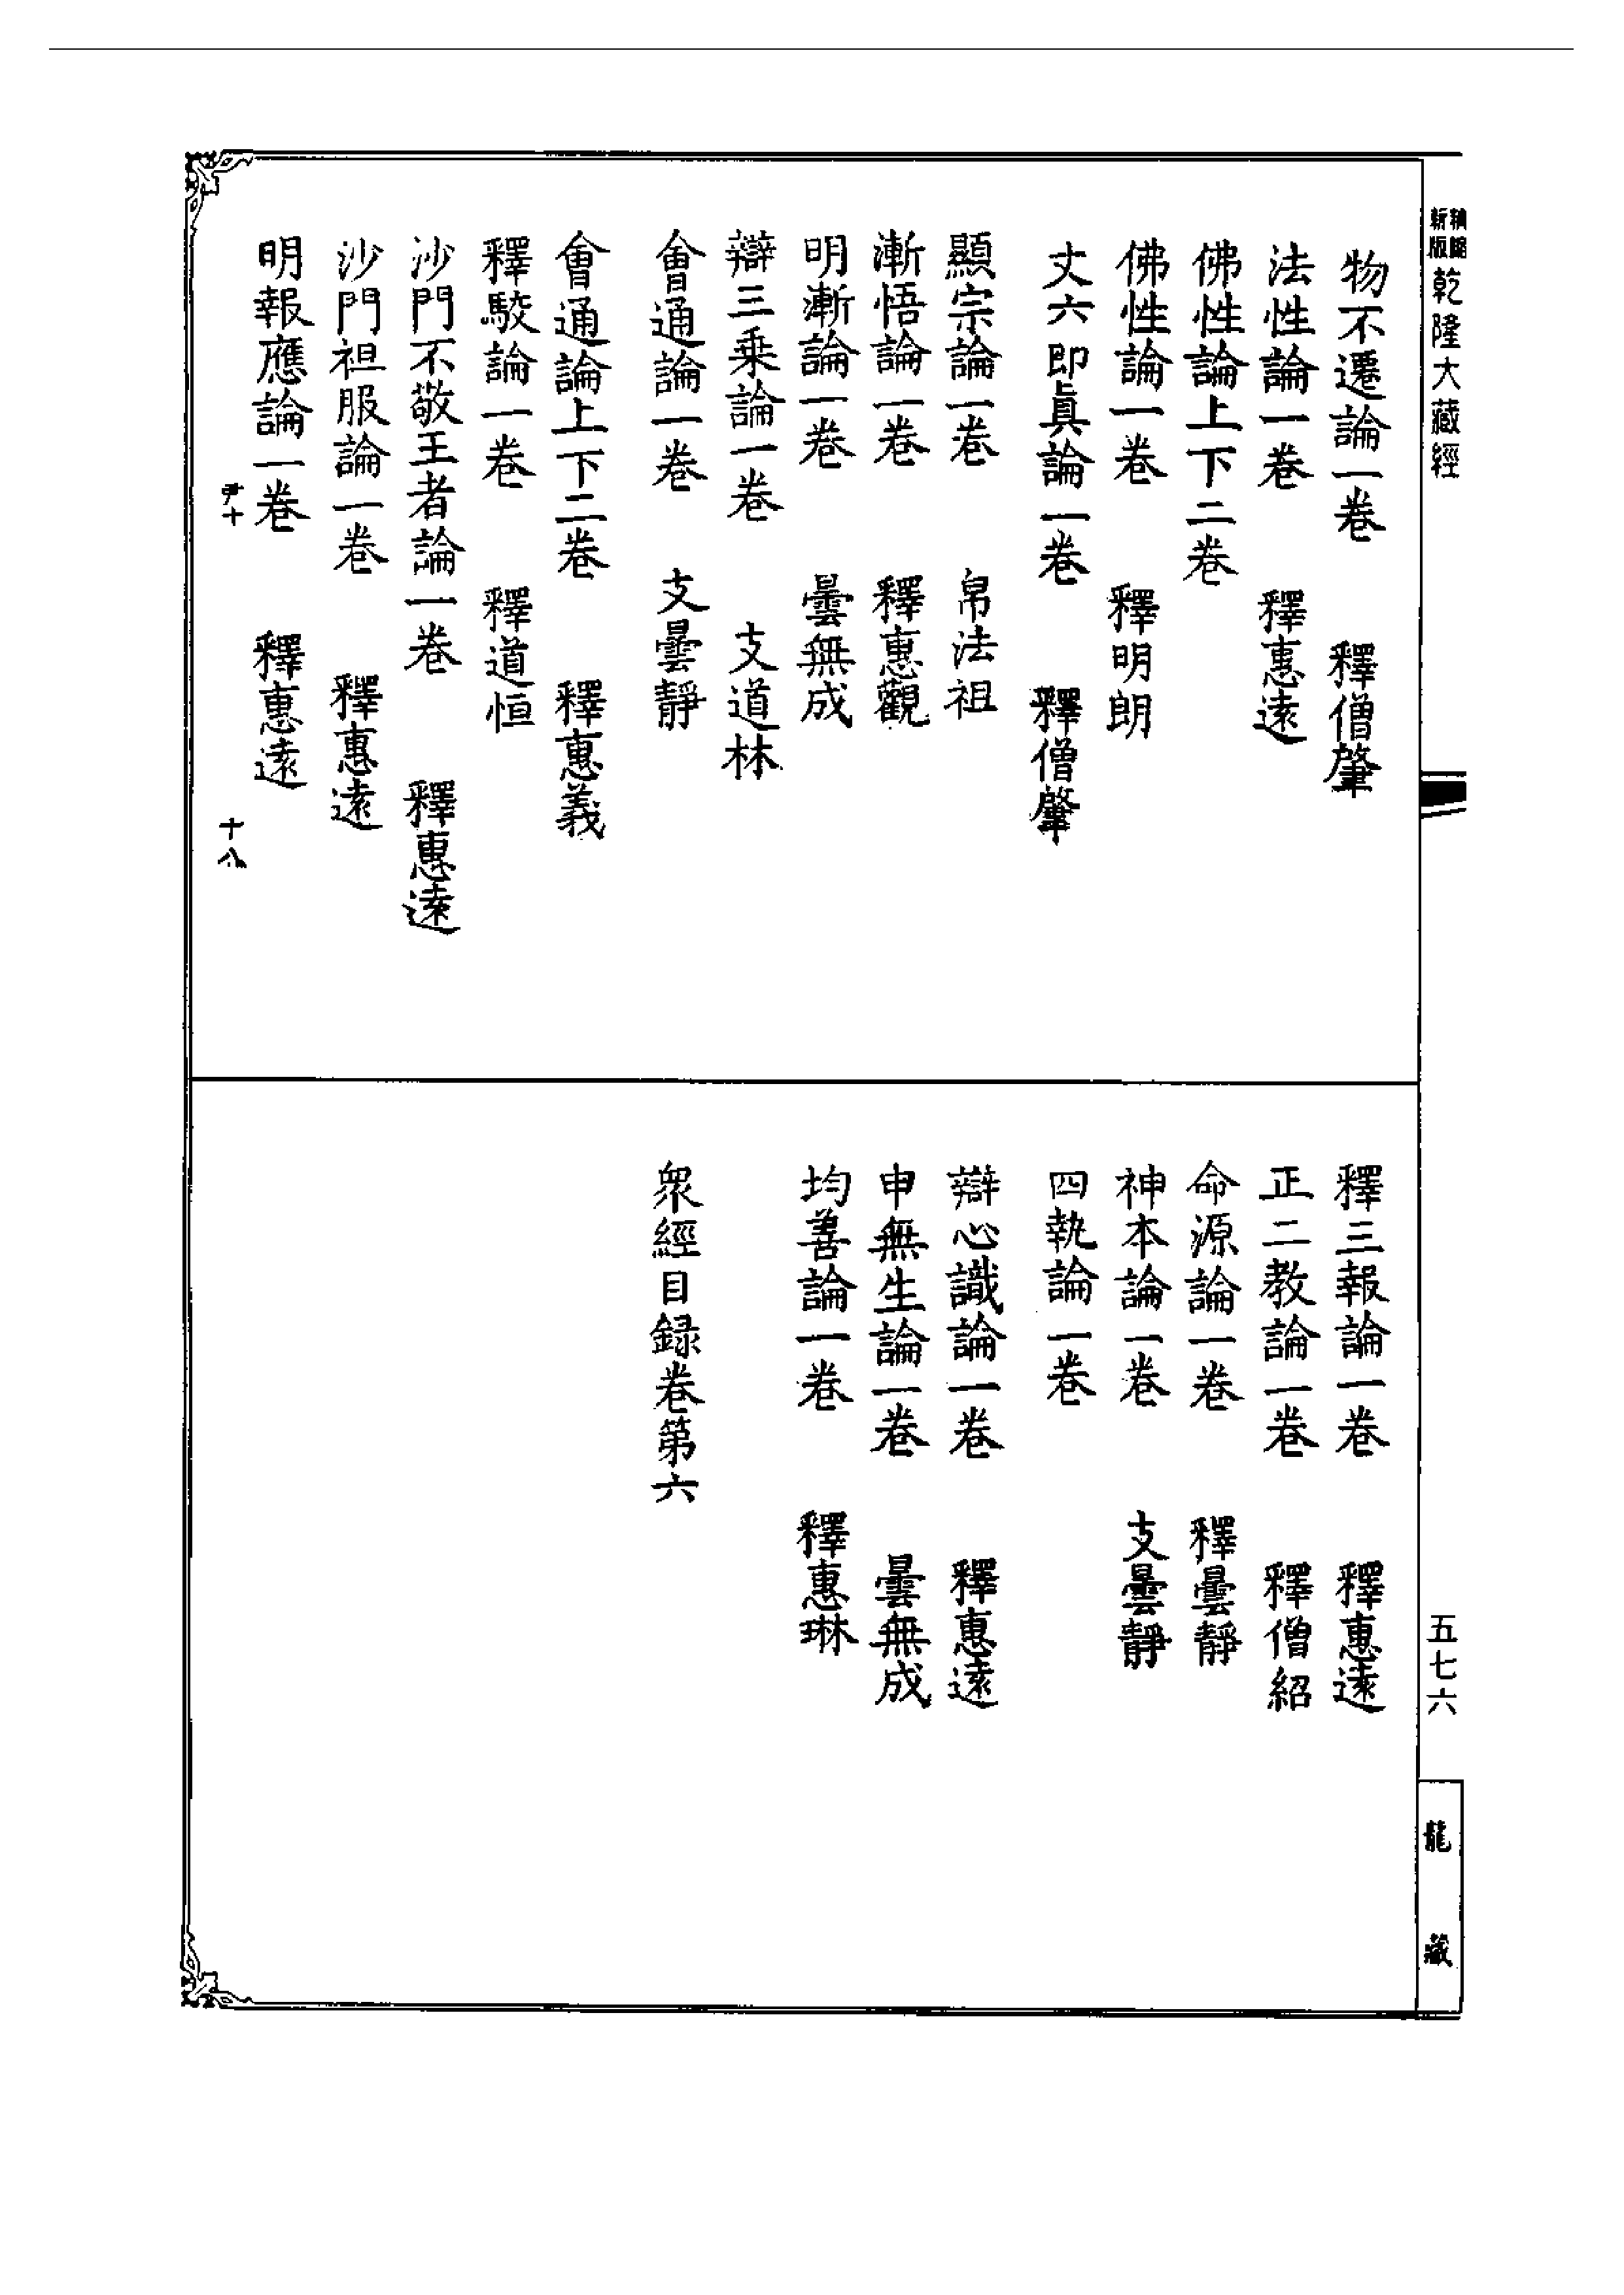 新版
乾隆大藏經
物不遷論一卷　釋僧肇
法性論一卷　釋惠遠
佛性論上下二卷
佛性論一卷　釋明朗
丈六即眞論一卷　釋僧肇
顯宗論一卷　帛法祖
漸悟論一卷　釋惠觀
明漸論一卷　曇無成
辯三乘論一卷　支道林
會通論一卷　支曇靜
會通論上下二卷　釋惠義
釋駮論一卷　釋道恒
沙門不敬王者論一卷　釋惠遠
沙門袒服論一卷　釋惠遠
明報應論一卷　釋惠遠
十　十八
釋三報論一卷　釋惠遠
正二教論一卷　釋僧紹
命源論一卷　釋曇靜
神本論一卷　支曇靜
四執論一卷
辯心識論一卷　釋惠遠
申無生論一卷　曇無成
均善論一卷　釋惠琳
衆經目録卷第六
五七六
龍藏